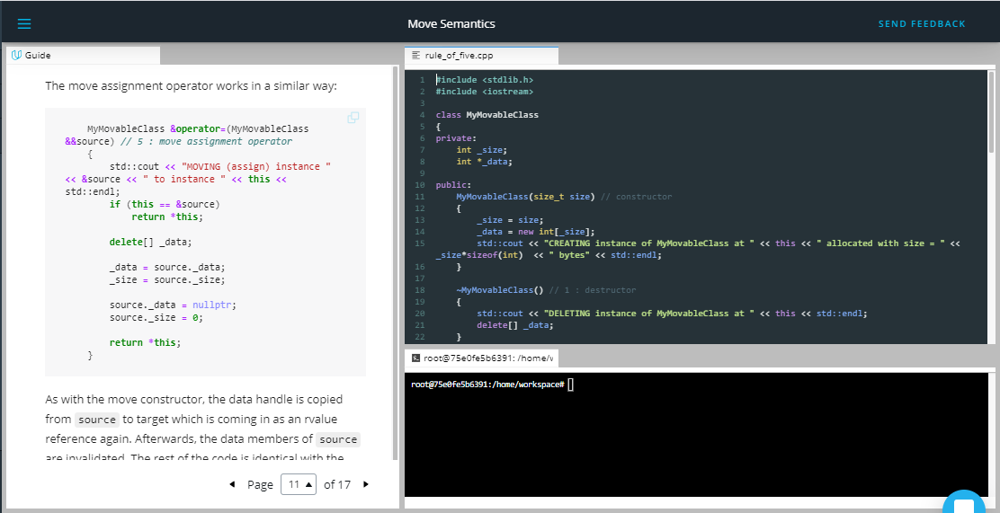 Move Semantics
SEND FEEDBACK
Guide
The move assignment operator works in a similar way:
MyMovableClass &operator=(MyMovableClass
&&source) // 5 : move assignment operator
{
std::cout << "MOVING (assign) instance "
<< &source << " to instance " << this <<
std::endl;
if (this == &source)
return *this;
delete[] _data;
_data = source._data;
_size = source._size;
source._data = nullptr;
source._size = 0;
return *this;
}
As with the move constructor, the data handle is copied
from source to target which is coming in as an rvalue
reference again. Afterwards, the data members of source
are invalidated. The rest of the code is identical with the
Page 11 of 17
rule_of_five.cpp
1 #include <stdlib.h>
2 #include <iostream>
3
4 class MyMovableClass
5 {
6 private:
7 int _size;
8 int *_data;
9
10 public:
11 MyMovableClass(size_t size) // constructor
12 {
13 _size = size;
14 _data = new int[_size];
15 std::cout << "CREATING instance of MyMovableClass at " << this << " allocated with size = " <<
_size*sizeof(int) << " bytes" << std::endl;
16 }
17
18 ~MyMovableClass() // 1 : destructor
19 {
20 std::cout << "DELETING instance of MyMovableClass at " << this << std::endl;
21 delete[] _data;
22 }
root@75e0fe5b6391: /home/w
root@75e0fe5b6391:/home/workspace#